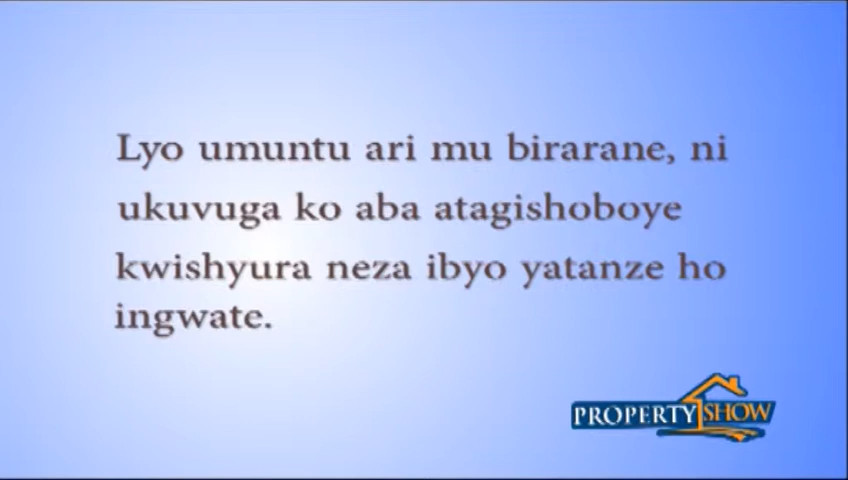 Lyo umuntu ari mu birarane, ni
ukuvuga ko aba atagishoboye
kwishyura neza ibyo yatanze ho
ingwate.
PROPERTY SHOW